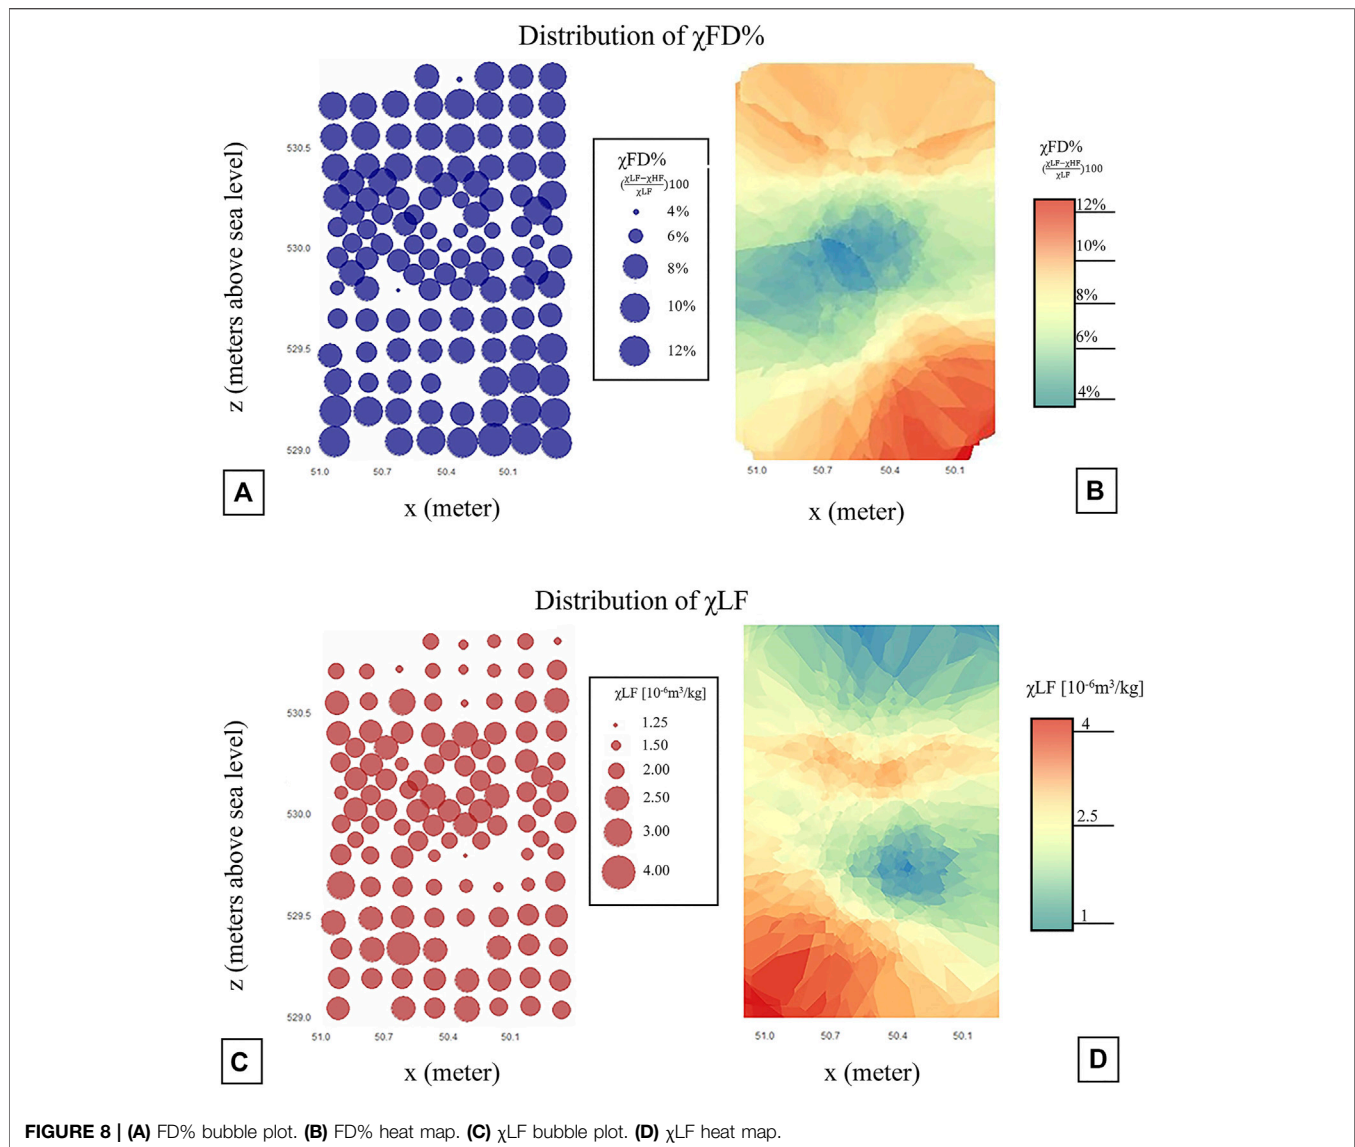 Distribution of χFD%
530.5
530.0
529.5
529.0
51.0 50.7 50.4 50.1
z (meters above sea level)
x (meter)
A
χFD%
(χLF−χHF/χLF)100
4%
6%
8%
10%
12%
51.0 50.7 50.4 50.1
x (meter)
B
χFD%
(χLF−χHF/χLF)100
12%
10%
8%
6%
4%
Distribution of χLF
530.5
530.0
529.5
529.0
51.0 50.7 50.4 50.1
z (meters above sea level)
x (meter)
C
χLF [10⁻⁶m³/kg]
1.25
1.50
2.00
2.50
3.00
4.00
51.0 50.7 50.4 50.1
x (meter)
D
χLF [10⁻⁶m³/kg]
4
2.5
1
FIGURE 8 | (A) FD% bubble plot. (B) FD% heat map. (C) χLF bubble plot. (D) χLF heat map.